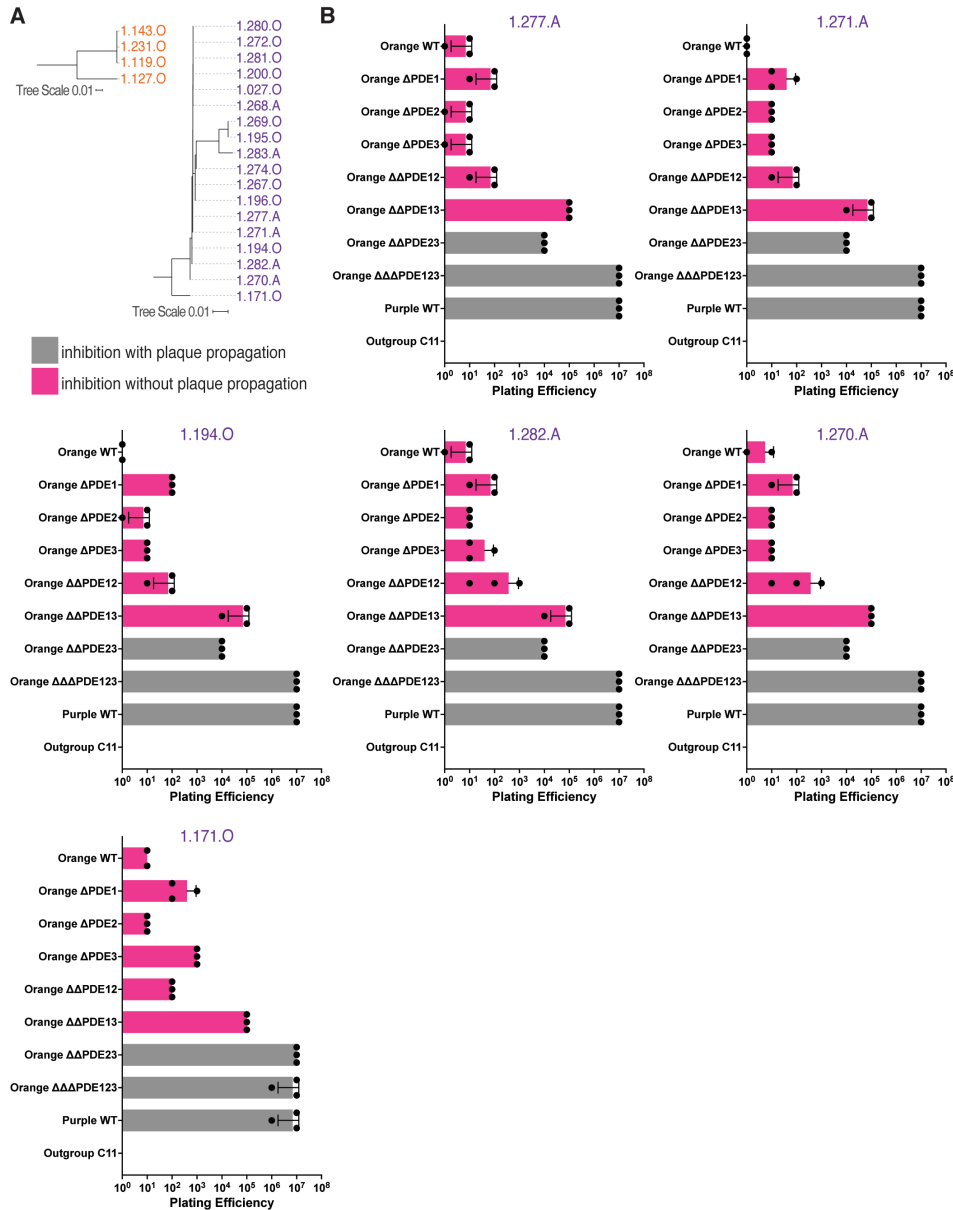 A
1.143.O
1.231.O
1.119.O
1.127.O
Tree Scale 0.01
1.280.O
1.272.O
1.281.O
1.200.O
1.027.O
1.268.A
1.269.O
1.195.O
1.283.A
1.274.O
1.267.O
1.196.O
1.277.A
1.271.A
1.194.O
1.282.A
1.270.A
1.171.O
Tree Scale 0.01
inhibition with plaque propagation
inhibition without plaque propagation
B
1.277.A
Orange WT
Orange ΔPDE1
Orange ΔPDE2
Orange ΔPDE3
Orange ΔΔPDE12
Orange ΔΔPDE13
Orange ΔΔPDE23
Orange ΔΔΔPDE123
Purple WT
Outgroup C11
10⁰ 10¹ 10² 10³ 10⁴ 10⁵ 10⁶ 10⁷ 10⁸
Plating Efficiency
1.271.A
Orange WT
Orange ΔPDE1
Orange ΔPDE2
Orange ΔPDE3
Orange ΔΔPDE12
Orange ΔΔPDE13
Orange ΔΔPDE23
Orange ΔΔΔPDE123
Purple WT
Outgroup C11
10⁰ 10¹ 10² 10³ 10⁴ 10⁵ 10⁶ 10⁷ 10⁸
Plating Efficiency
1.194.O
Orange WT
Orange ΔPDE1
Orange ΔPDE2
Orange ΔPDE3
Orange ΔΔPDE12
Orange ΔΔPDE13
Orange ΔΔPDE23
Orange ΔΔΔPDE123
Purple WT
Outgroup C11
10⁰ 10¹ 10² 10³ 10⁴ 10⁵ 10⁶ 10⁷ 10⁸
Plating Efficiency
1.282.A
Orange WT
Orange ΔPDE1
Orange ΔPDE2
Orange ΔPDE3
Orange ΔΔPDE12
Orange ΔΔPDE13
Orange ΔΔPDE23
Orange ΔΔΔPDE123
Purple WT
Outgroup C11
10⁰ 10¹ 10² 10³ 10⁴ 10⁵ 10⁶ 10⁷ 10⁸
Plating Efficiency
1.270.A
Orange WT
Orange ΔPDE1
Orange ΔPDE2
Orange ΔPDE3
Orange ΔΔPDE12
Orange ΔΔPDE13
Orange ΔΔPDE23
Orange ΔΔΔPDE123
Purple WT
Outgroup C11
10⁰ 10¹ 10² 10³ 10⁴ 10⁵ 10⁶ 10⁷ 10⁸
Plating Efficiency
1.171.O
Orange WT
Orange ΔPDE1
Orange ΔPDE2
Orange ΔPDE3
Orange ΔΔPDE12
Orange ΔΔPDE13
Orange ΔΔPDE23
Orange ΔΔΔPDE123
Purple WT
Outgroup C11
10⁰ 10¹ 10² 10³ 10⁴ 10⁵ 10⁶ 10⁷ 10⁸
Plating Efficiency